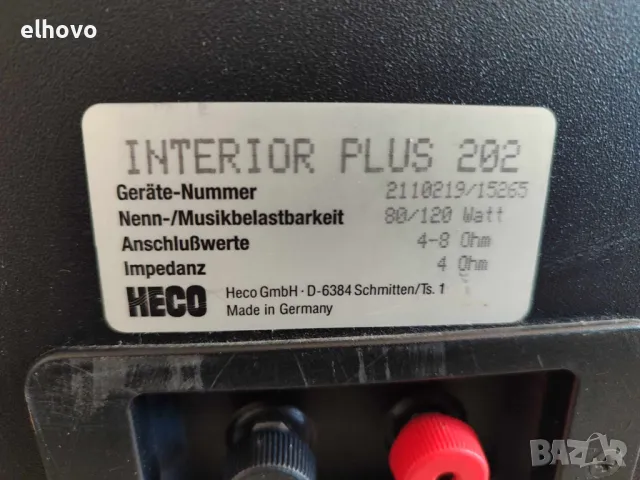 elhovo
INTERIOR PLUS 202
Geräte-Nummer 2110219/15265
Nenn-/Musikbelastbarkeit 80/120 Watt
Anschlußwerte 4-8 Ohm
Impedanz 4 Ohm
HECO Heco GmbH · D-6384 Schmitten/Ts. 1
Made in Germany
BAZAR